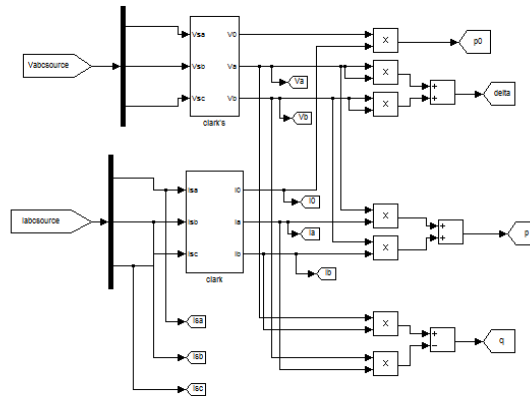 Vsa
V0
X
p0
Vabcsource
Vsb
Va
X
Va
+
+
delta
Vsc
Vb
X
Vb
clark's
Isa
I0
I0
X
Iabcsource
Isb
Ia
Ia
+
+
p
Isc
Ib
X
Ib
clark
Isa
X
+
−
q
Isb
X
Isc